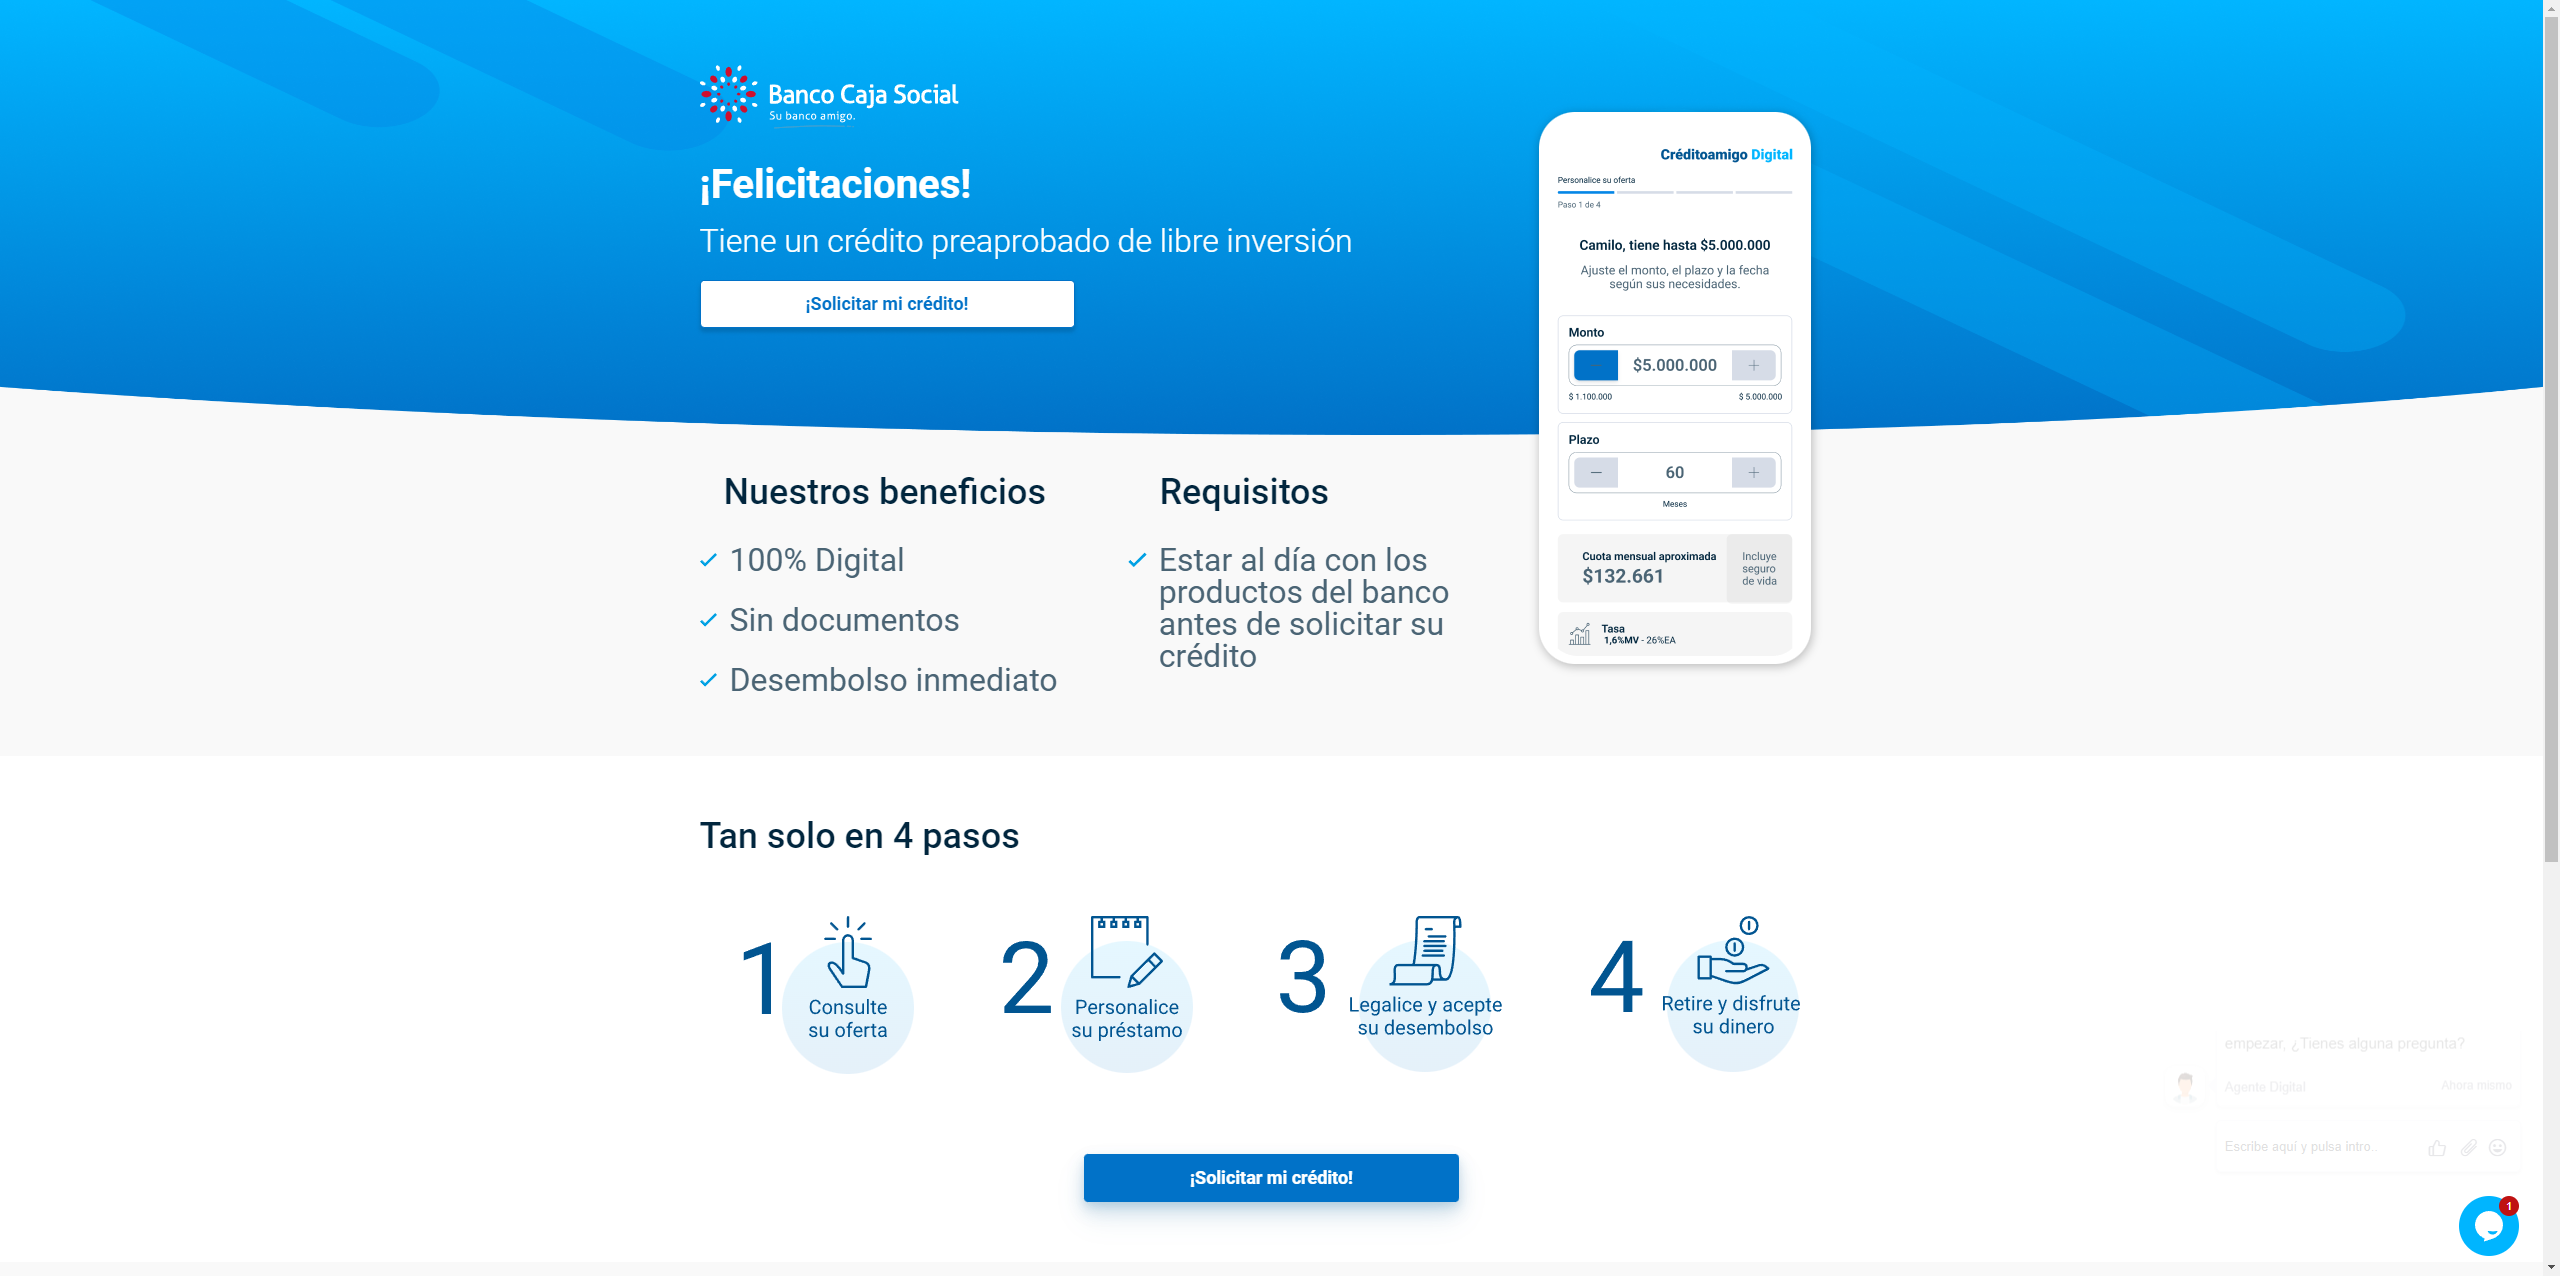 Banco Caja Social
Su banco amigo.
¡Felicitaciones!
Tiene un crédito preaprobado de libre inversión
¡Solicitar mi crédito!
Créditoamigo Digital
Personalice su oferta
Paso 1 de 4
Camilo, tiene hasta $5.000.000
Ajuste el monto, el plazo y la fecha
según sus necesidades.
Monto
$5.000.000 +
$ 1.100.000 $ 5.000.000
Plazo
− 60 +
Meses
Cuota mensual aproximada
$132.661
Incluye
seguro
de vida
Tasa
1,6%MV - 26%EA
Nuestros beneficios
100% Digital
Sin documentos
Desembolso inmediato
Requisitos
Estar al día con los
productos del banco
antes de solicitar su
crédito
Tan solo en 4 pasos
1
Consulte
su oferta
2
Personalice
su préstamo
3
Legalice y acepte
su desembolso
4
Retire y disfrute
su dinero
¡Solicitar mi crédito!
empezar, ¿Tienes alguna pregunta?
Agente Digital Ahora mismo
Escribe aquí y pulsa intro..
1